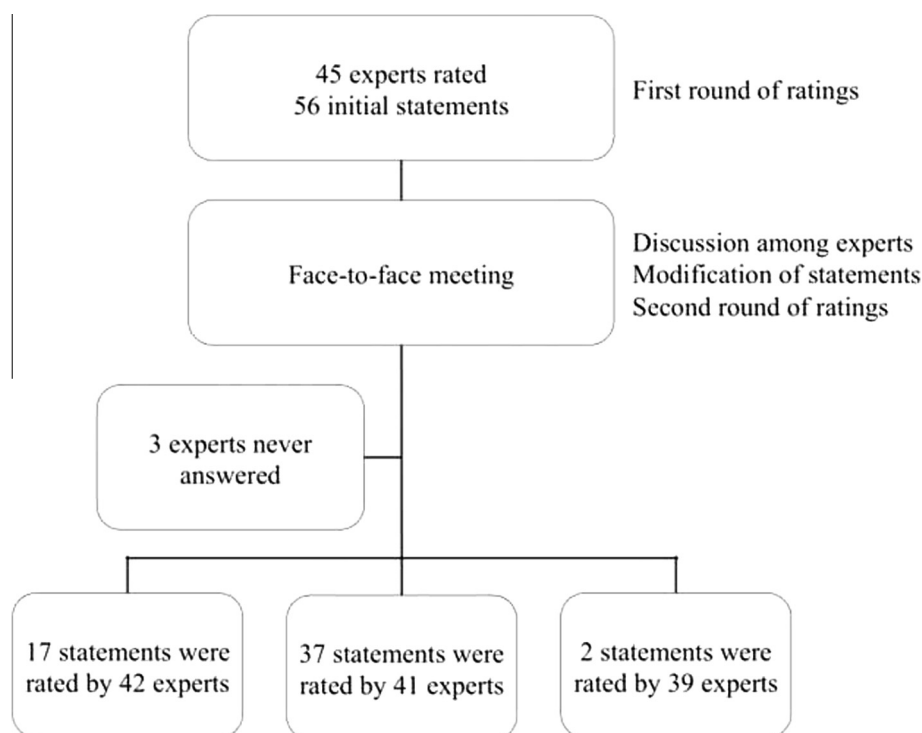 45 experts rated
56 initial statements
First round of ratings
Face-to-face meeting
Discussion among experts
Modification of statements
Second round of ratings
3 experts never
answered
17 statements were
rated by 42 experts
37 statements were
rated by 41 experts
2 statements were
rated by 39 experts